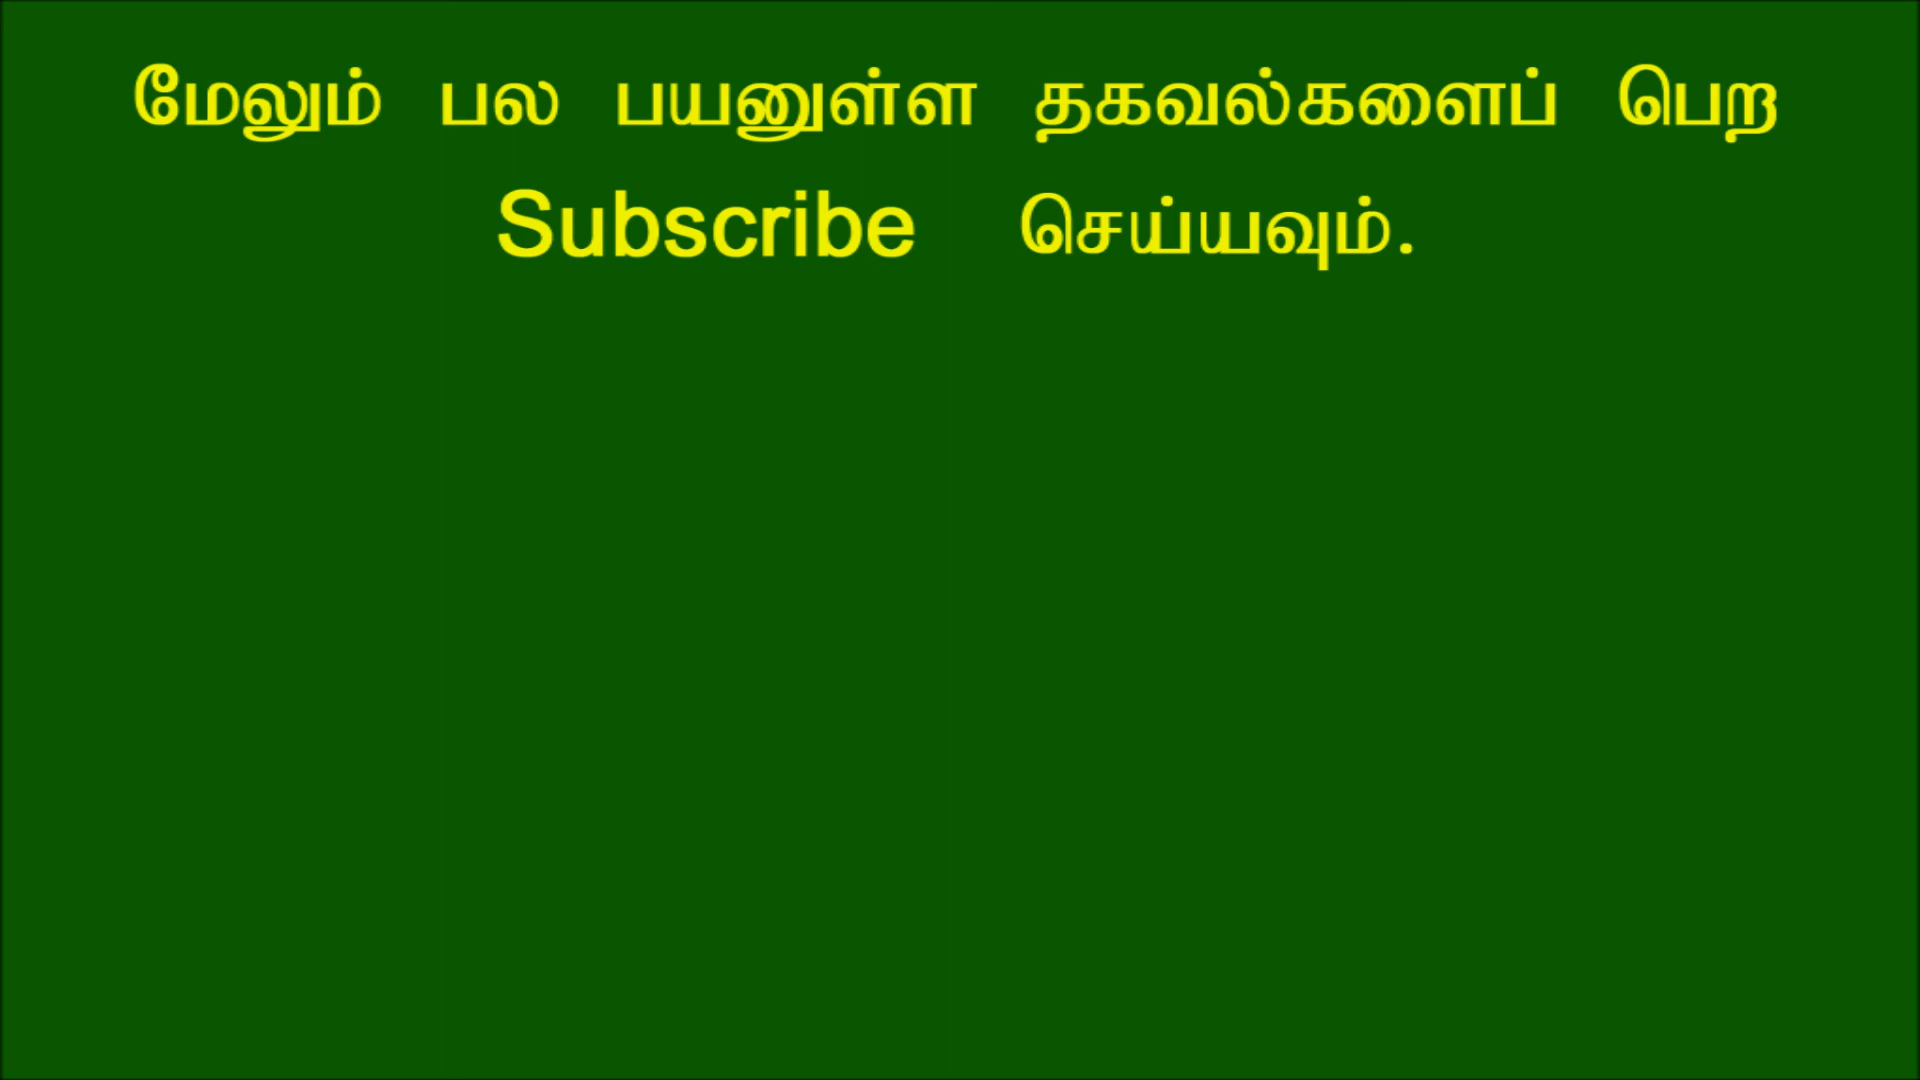 மேலும் பல பயனுள்ள தகவல்களைப் பெற
Subscribe செய்யவும்.